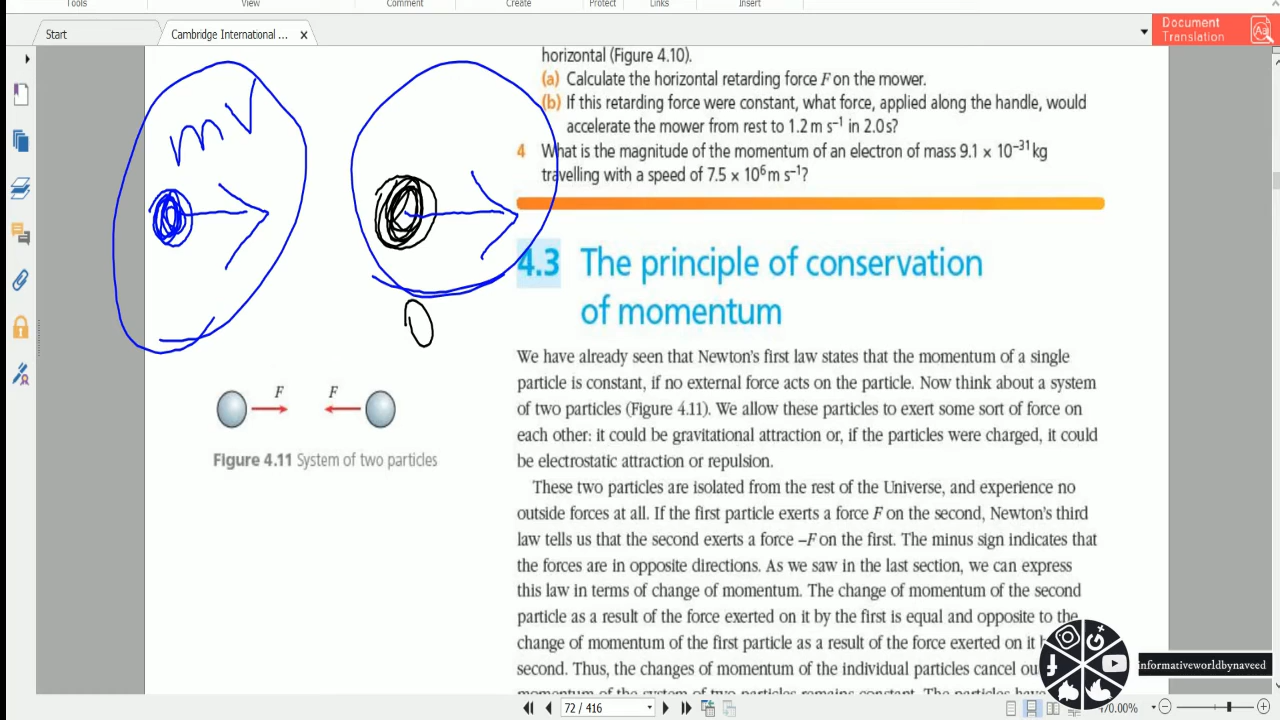 Tools View Comment Create Protect Links Insert
Start Cambridge International ... × Document
Translation
horizontal (Figure 4.10).
(a) Calculate the horizontal retarding force F on the mower.
(b) If this retarding force were constant, what force, applied along the handle, would
accelerate the mower from rest to 1.2 m s⁻¹ in 2.0 s?
4 What is the magnitude of the momentum of an electron of mass 9.1 × 10⁻³¹ kg
travelling with a speed of 7.5 × 10⁶ m s⁻¹?
mv
4.3 The principle of conservation
of momentum
0
F F
Figure 4.11 System of two particles
We have already seen that Newton's first law states that the momentum of a single
particle is constant, if no external force acts on the particle. Now think about a system
of two particles (Figure 4.11). We allow these particles to exert some sort of force on
each other: it could be gravitational attraction or, if the particles were charged, it could
be electrostatic attraction or repulsion.
These two particles are isolated from the rest of the Universe, and experience no
outside forces at all. If the first particle exerts a force F on the second, Newton's third
law tells us that the second exerts a force –F on the first. The minus sign indicates that
the forces are in opposite directions. As we saw in the last section, we can express
this law in terms of change of momentum. The change of momentum of the second
particle as a result of the force exerted on it by the first is equal and opposite to the
change of momentum of the first particle as a result of the force exerted on it
second. Thus, the changes of momentum of the individual particles cancel
momentum of the system of two particles remains constant. The particles
informativeworldbynaveed
72 / 416